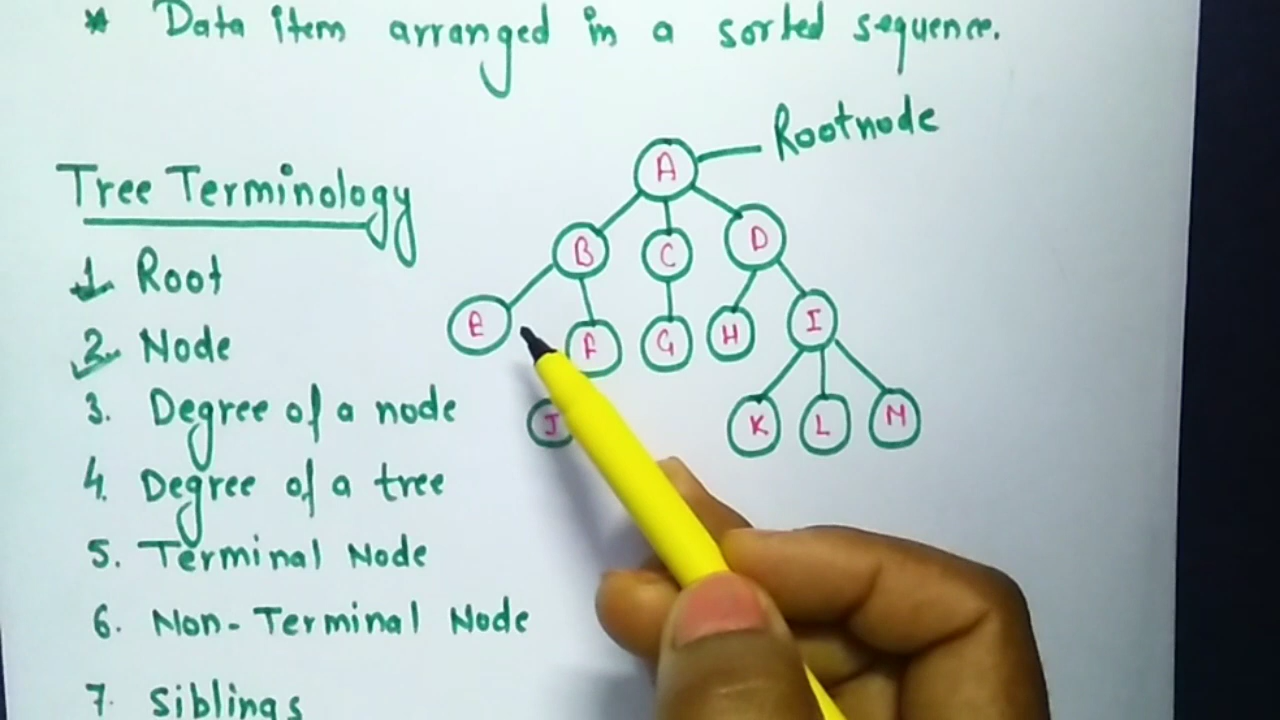 * Data item arranged in a sorted sequence.
Rootnode
Tree Terminology
1. Root
2. Node
3. Degree of a node
4. Degree of a tree
5. Terminal Node
6. Non-Terminal Node
7. Siblings
A
B C D
E F G H I
J K L M